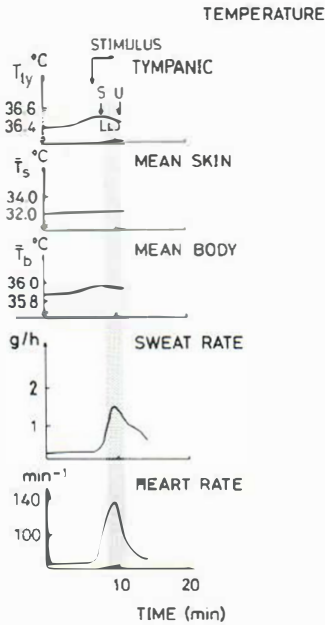 TEMPERATURE
STIMULUS
°C
T̄ty TYMPANIC
S U
36.6
36.4
°C
T̄s MEAN SKIN
34.0
32.0
°C
T̄b MEAN BODY
36.0
35.8
g/h SWEAT RATE
2
1
min⁻¹ HEART RATE
140
100
10 20
TIME (min)